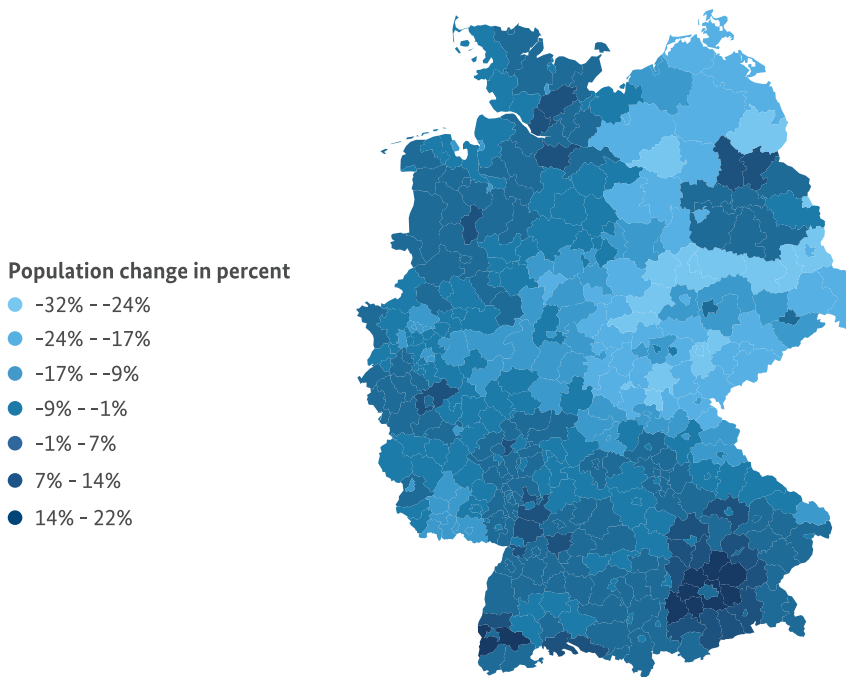 Population change in percent
-32% - -24%
-24% - -17%
-17% - -9%
-9% - -1%
-1% - 7%
7% - 14%
14% - 22%